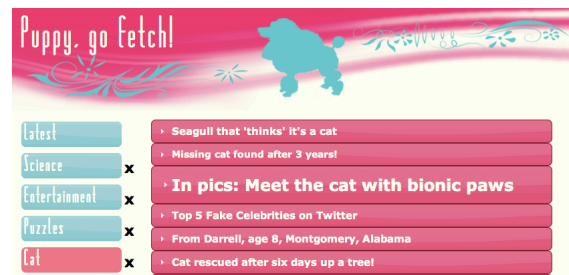 Puppy, go fetch!
Latest
Science x
Entertainment x
Puzzles x
Cat x
Seagull that 'thinks' it's a cat
Missing cat found after 3 years!
In pics: Meet the cat with bionic paws
Top 5 Fake Celebrities on Twitter
From Darrell, age 8, Montgomery, Alabama
Cat rescued after six days up a tree!